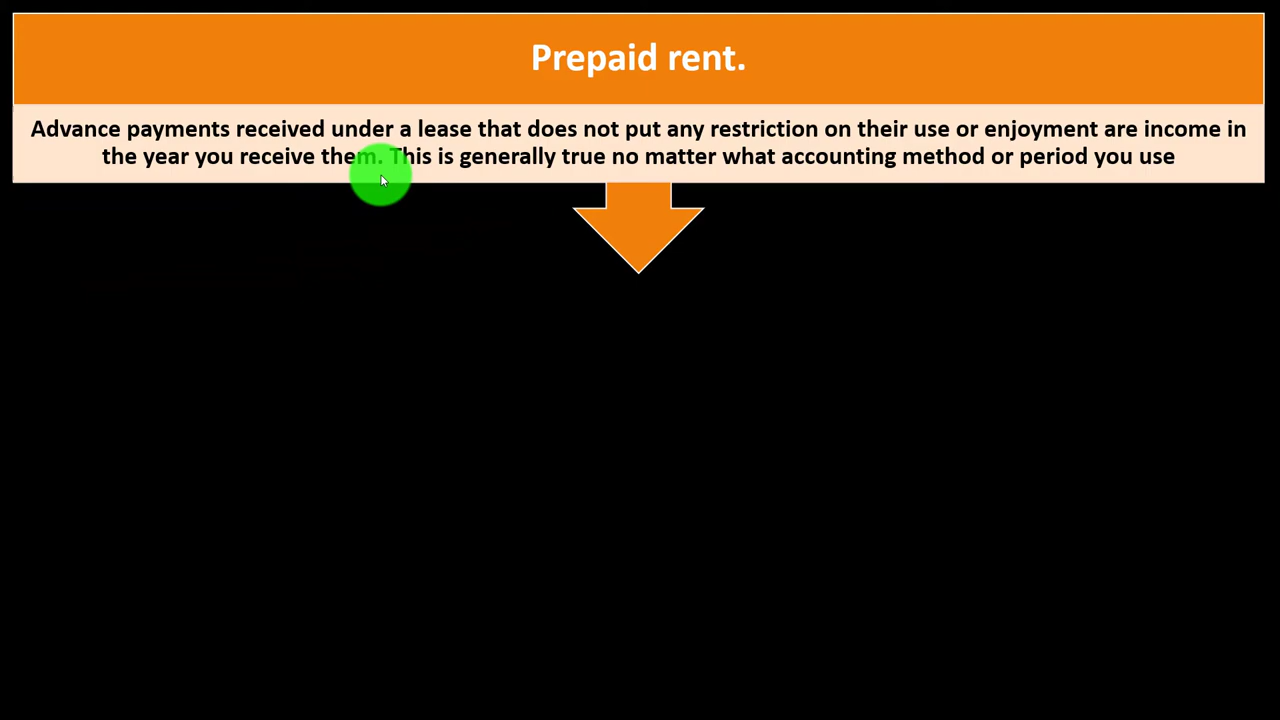 Prepaid rent.
Advance payments received under a lease that does not put any restriction on their use or enjoyment are income in
the year you receive them. This is generally true no matter what accounting method or period you use